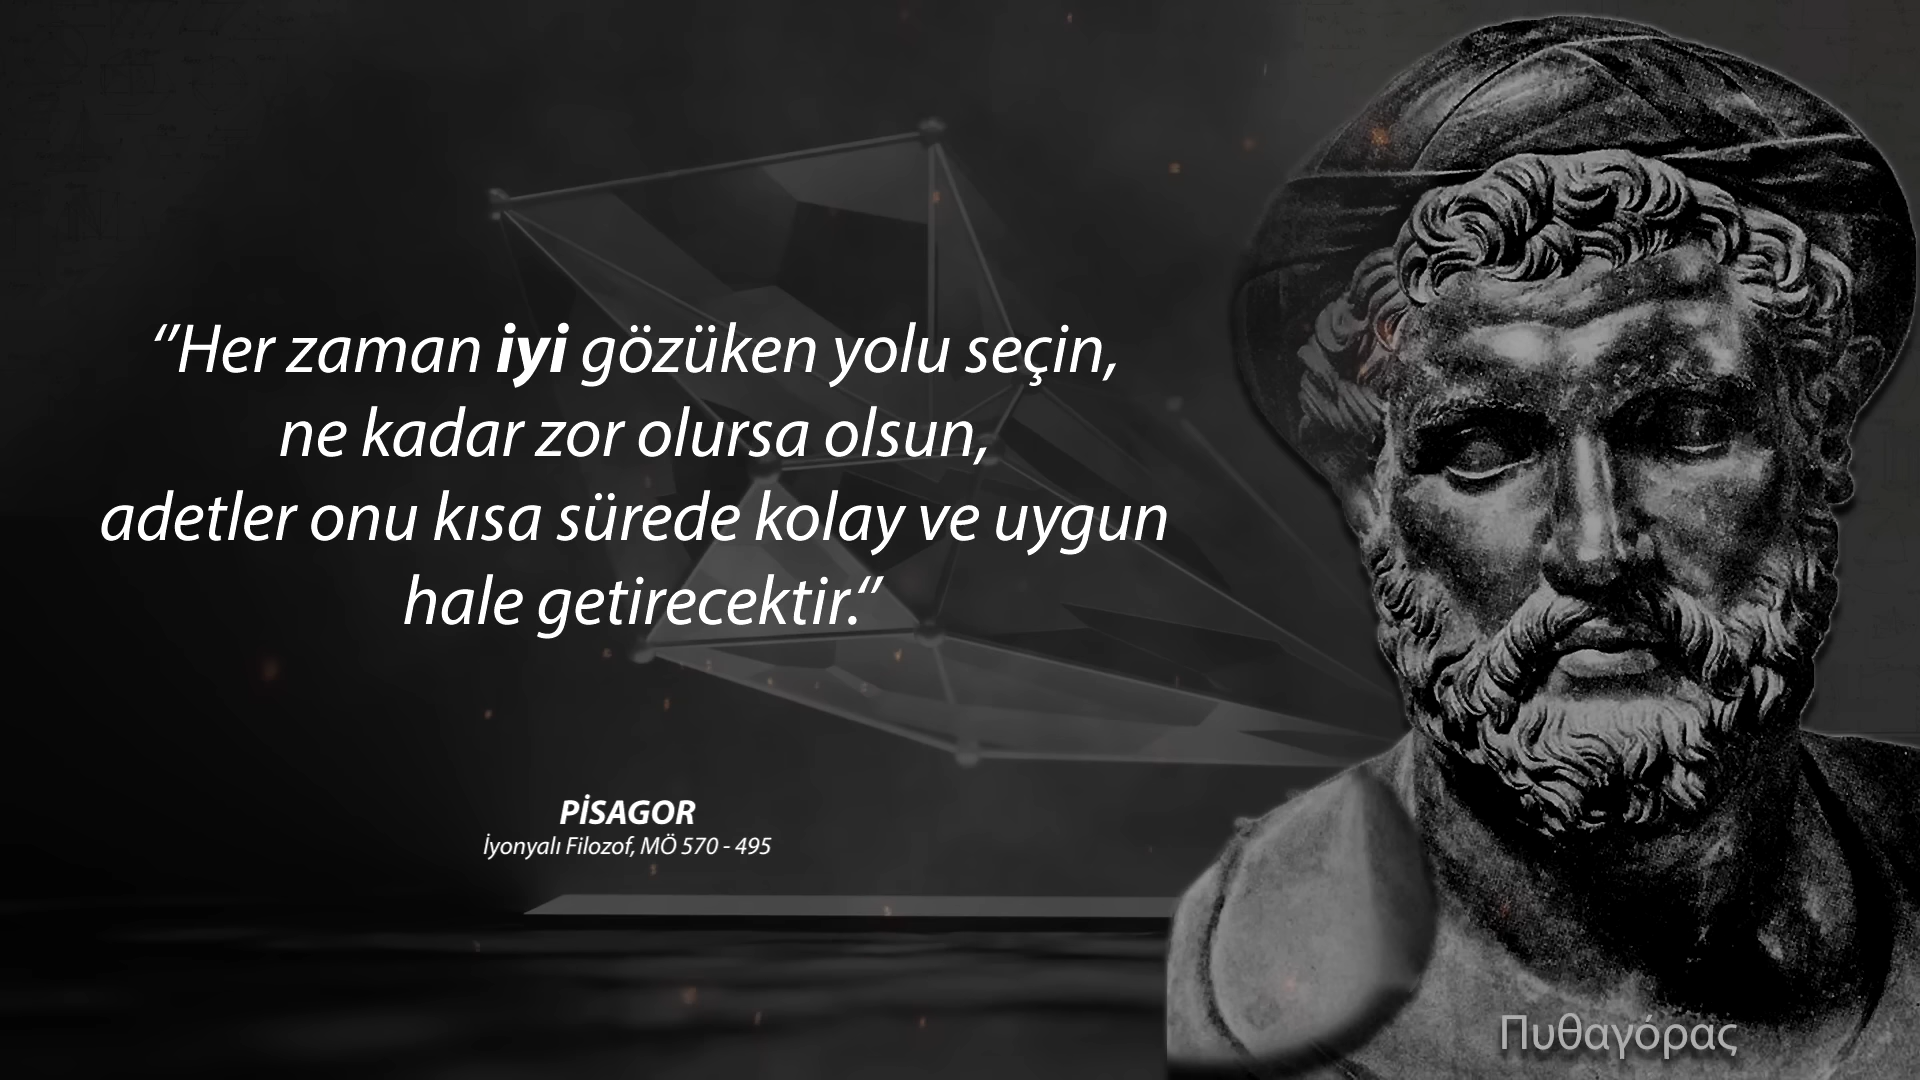 “Her zaman iyi gözüken yolu seçin,
ne kadar zor olursa olsun,
adetler onu kısa sürede kolay ve uygun
hale getirecektir.“
PİSAGOR
İyonyalı Filozof, MÖ 570 - 495
Πυθαγόρας